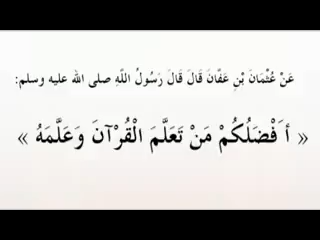 عَنْ عُثْمَانَ بْنِ عَفَّانَ قَالَ قَالَ رَسُولُ اللّهِ صلى الله عليه وسلم:
« أَفْضَلُكُمْ مَنْ تَعَلَّمَ الْقُرْآنَ وَعَلَّمَهُ »